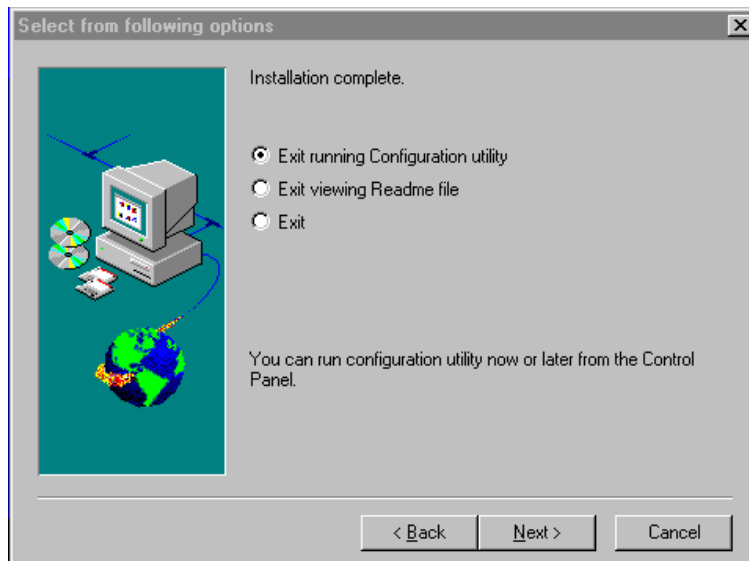 Select from following options
Installation complete.
Exit running Configuration utility
Exit viewing Readme file
Exit
You can run configuration utility now or later from the Control
Panel.
< Back
Next >
Cancel